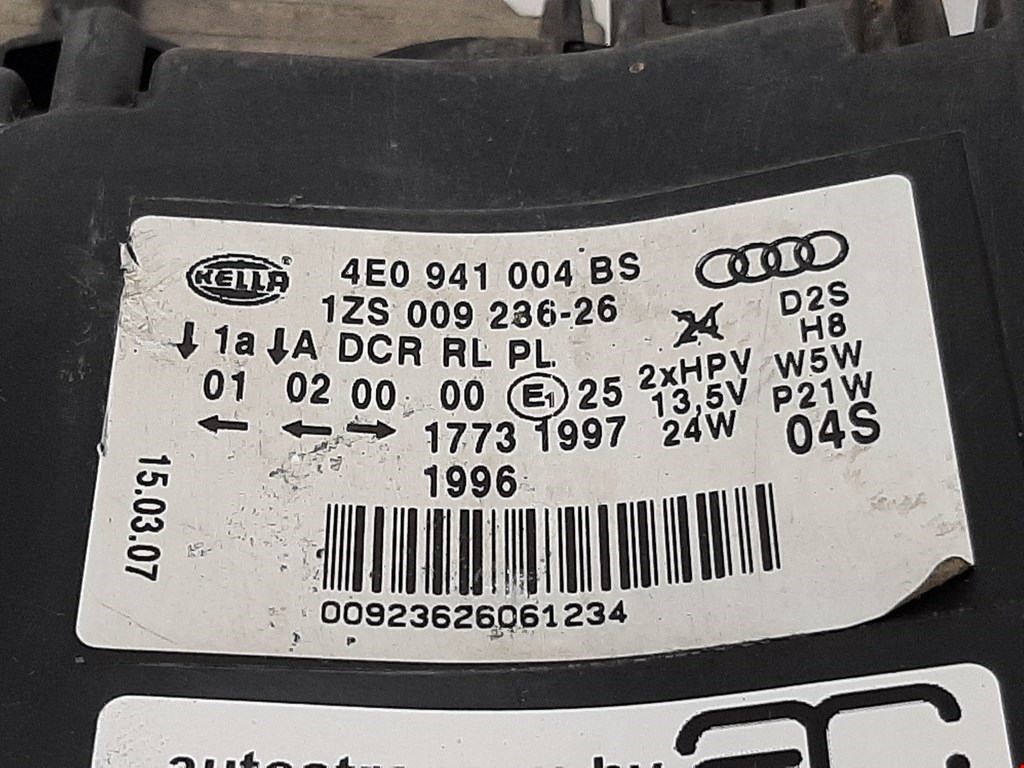 HELLA ® 4E0 941 004 BS
1ZS 009 236-26
↓ 1a ↓A DCR RL PL 24 D2S
H8
01 02 00 00 E1 25 2xHPV W5W
13,5V P21W
← ← → 1773 1997 24W 04S
1996
15.03.07
00923626061234
P